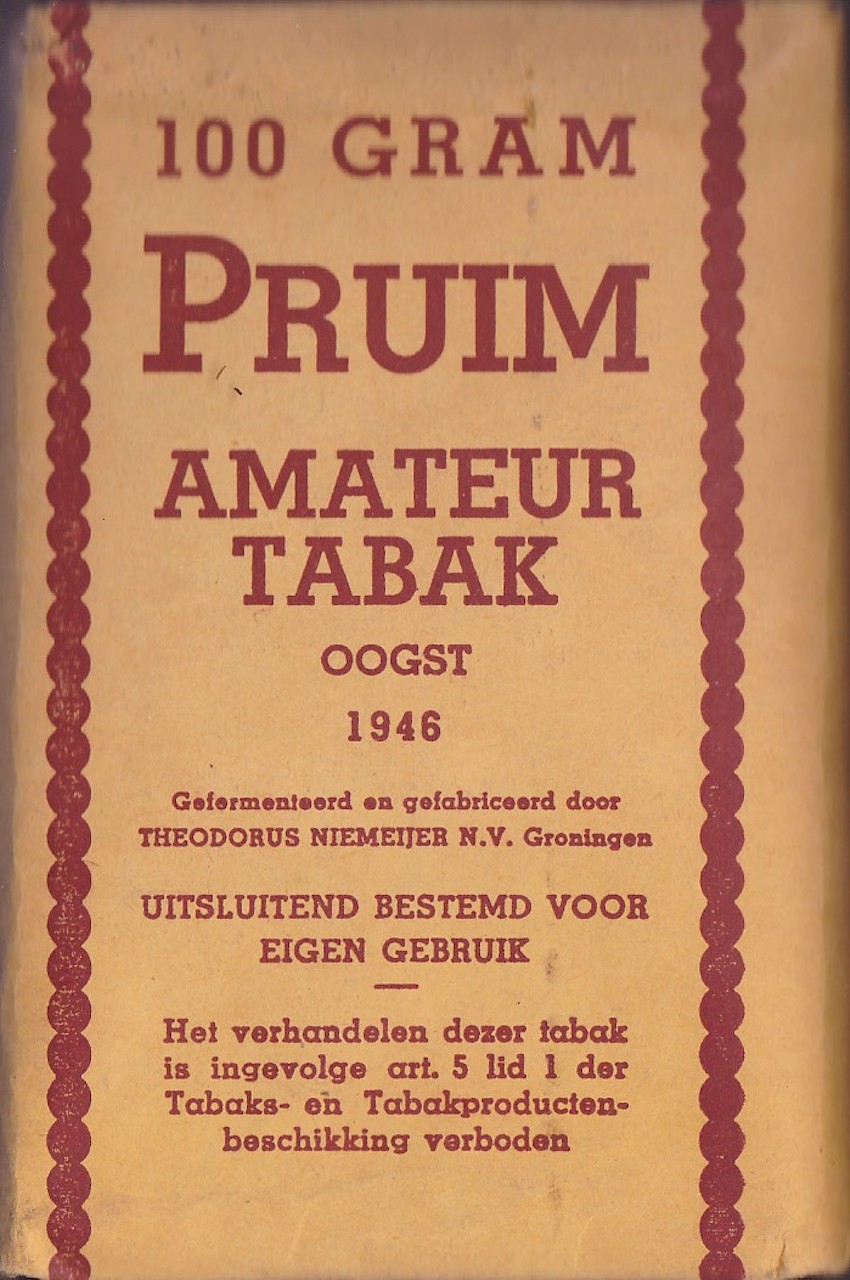 100 GRAM
PRUIM
AMATEUR
TABAK
OOGST
1946
Gefermenteerd en gefabriceerd door
THEODORUS NIEMEIJER N.V. Groningen
UITSLUITEND BESTEMD VOOR
EIGEN GEBRUIK
Het verhandelen dezer tabak
is ingevolge art. 5 lid 1 der
Tabaks- en Tabakproducten-
beschikking verboden